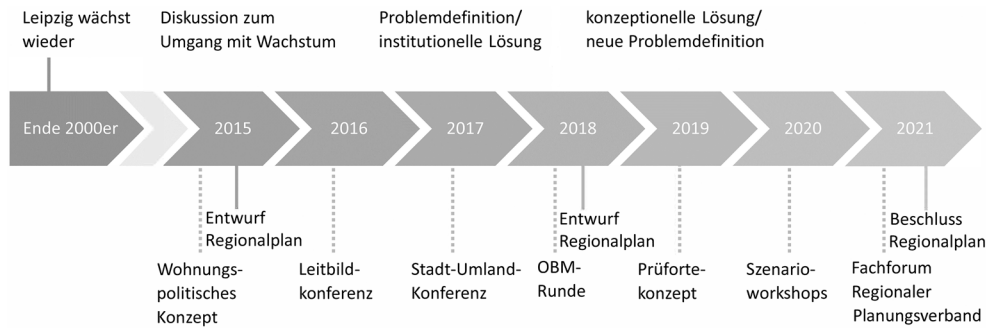 Leipzig wächst
wieder
Diskussion zum
Umgang mit Wachstum
Problemdefinition/
institutionelle Lösung
konzeptionelle Lösung/
neue Problemdefinition
Ende 2000er
2015
2016
2017
2018
2019
2020
2021
Entwurf
Regionalplan
Entwurf
Regionalplan
Beschluss
Regionalplan
Wohnungs-
politisches
Konzept
Leitbild-
konferenz
Stadt-Umland-
Konferenz
OBM-
Runde
Prüforte-
konzept
Szenario-
workshops
Fachforum
Regionaler
Planungsverband